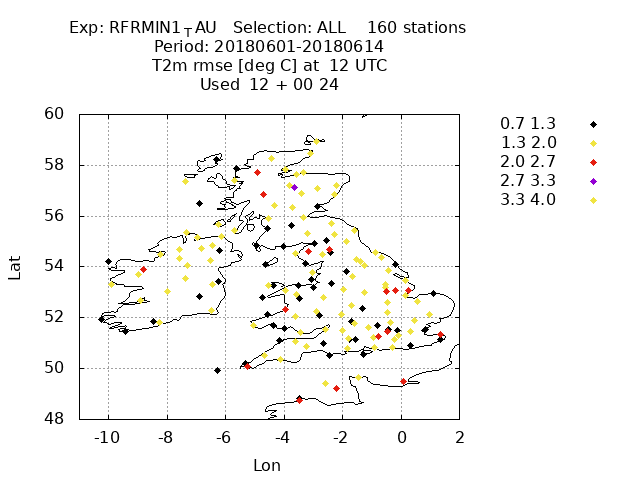 Exp: RFRMIN1_TAU Selection: ALL 160 stations
Period: 20180601-20180614
T2m rmse [deg C] at 12 UTC
Used 12 + 00 24
0.7 1.3
1.3 2.0
2.0 2.7
2.7 3.3
3.3 4.0
60
58
56
54
52
50
48
Lat
-10 -8 -6 -4 -2 0 2
Lon